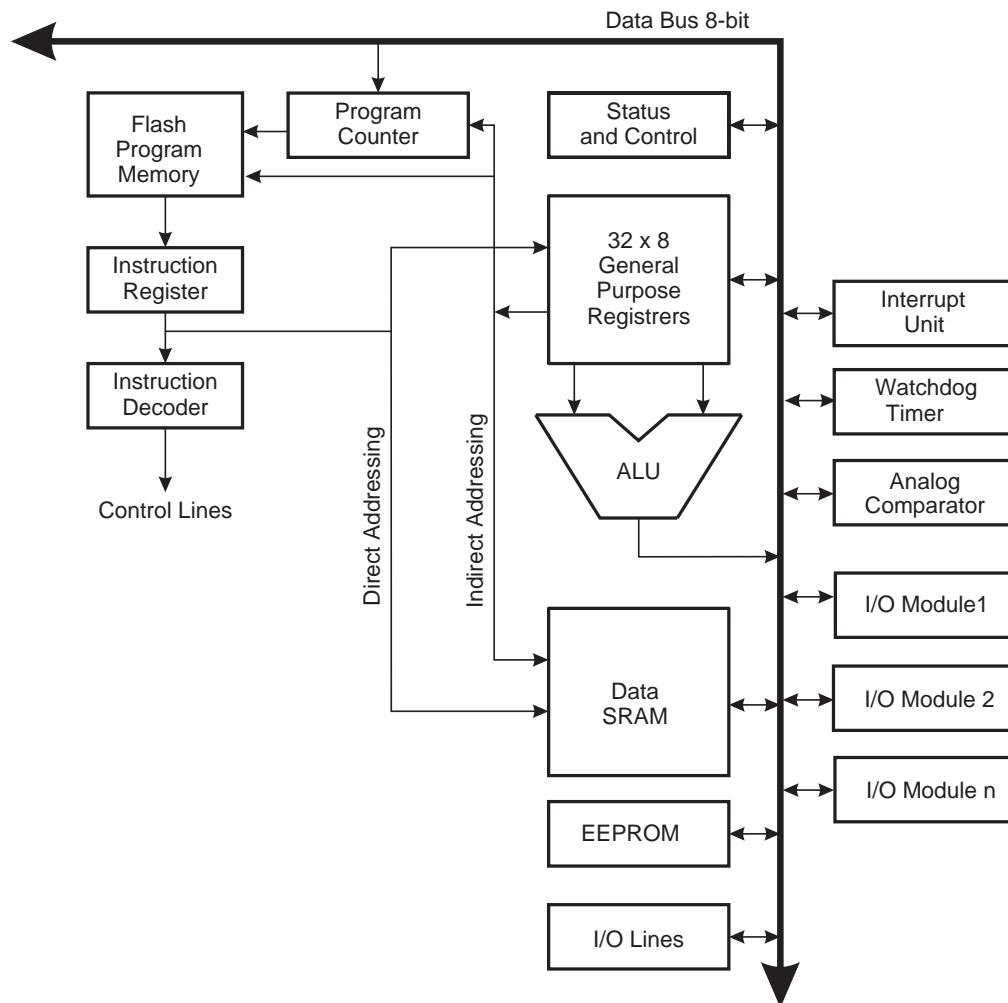 Data Bus 8-bit
Flash
Program
Memory
Program
Counter
Status
and Control
32 x 8
General
Purpose
Registrers
Instruction
Register
Instruction
Decoder
Control Lines
Direct Addressing
Indirect Addressing
ALU
Interrupt
Unit
Watchdog
Timer
Analog
Comparator
I/O Module1
Data
SRAM
I/O Module 2
I/O Module n
EEPROM
I/O Lines